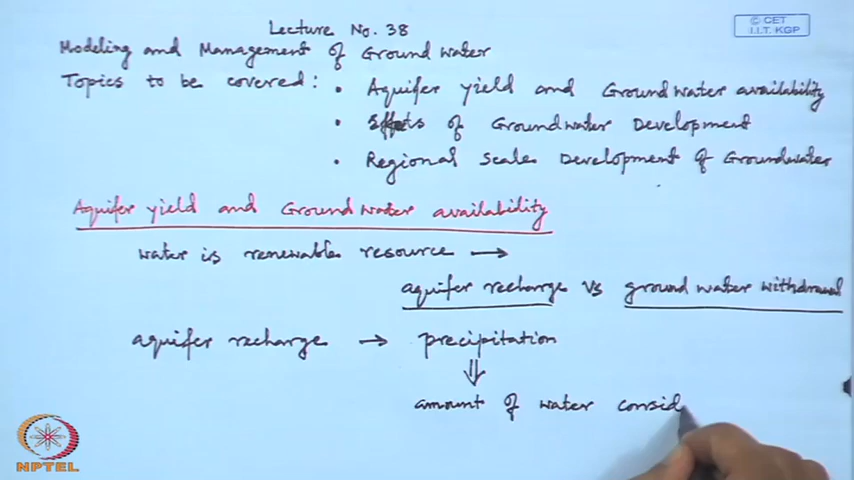 Lecture No. 38
© CET
I.I.T. KGP
Modeling and Management of Ground water
Topics to be covered : • Aquifer yield and Groundwater availability
• Effects of Groundwater Development
• Regional Scale Development of Groundwater
Aquifer yield and Groundwater availability
water is renewable resource →
aquifer recharge vs ground water withdrawal
aquifer recharge → precipitation
⇓
amount of water consid
NPTEL